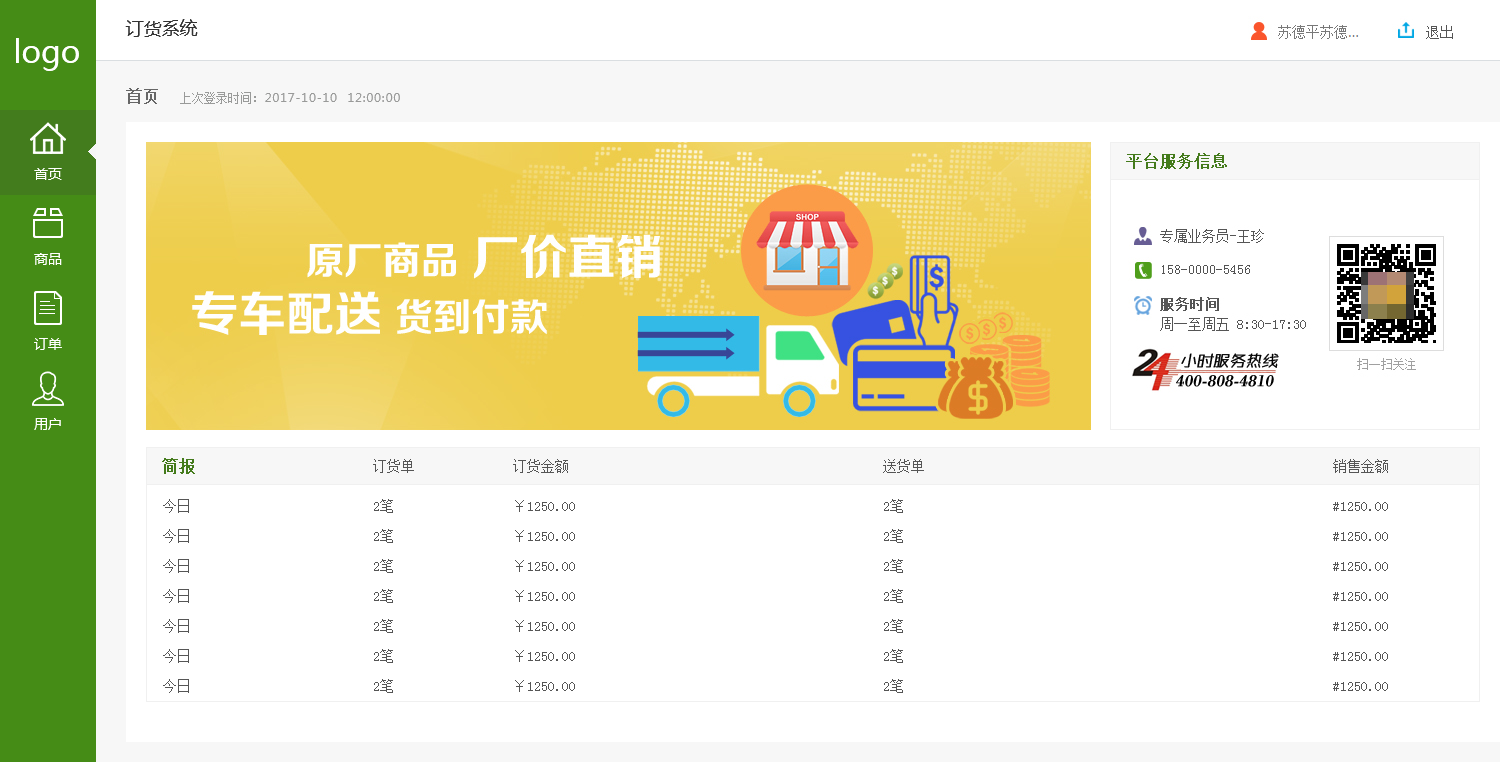 logo
首页
商品
订单
用户
订货系统
苏德平苏德...
退出
首页 上次登录时间：2017-10-10 12:00:00
原厂商品 厂价直销
专车配送 货到付款
SHOP
平台服务信息
专属业务员-王珍
158-0000-5456
服务时间
周一至周五 8:30-17:30
24小时服务热线
400-808-4810
扫一扫关注
简报 订货单 订货金额 送货单 销售金额
今日 2笔 ￥1250.00 2笔 #1250.00
今日 2笔 ￥1250.00 2笔 #1250.00
今日 2笔 ￥1250.00 2笔 #1250.00
今日 2笔 ￥1250.00 2笔 #1250.00
今日 2笔 ￥1250.00 2笔 #1250.00
今日 2笔 ￥1250.00 2笔 #1250.00
今日 2笔 ￥1250.00 2笔 #1250.00